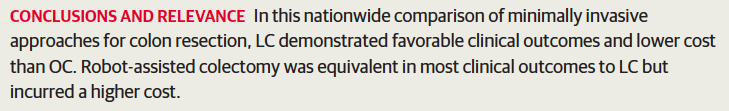 CONCLUSIONS AND RELEVANCE In this nationwide comparison of minimally invasive
approaches for colon resection, LC demonstrated favorable clinical outcomes and lower cost
than OC. Robot-assisted colectomy was equivalent in most clinical outcomes to LC but
incurred a higher cost.